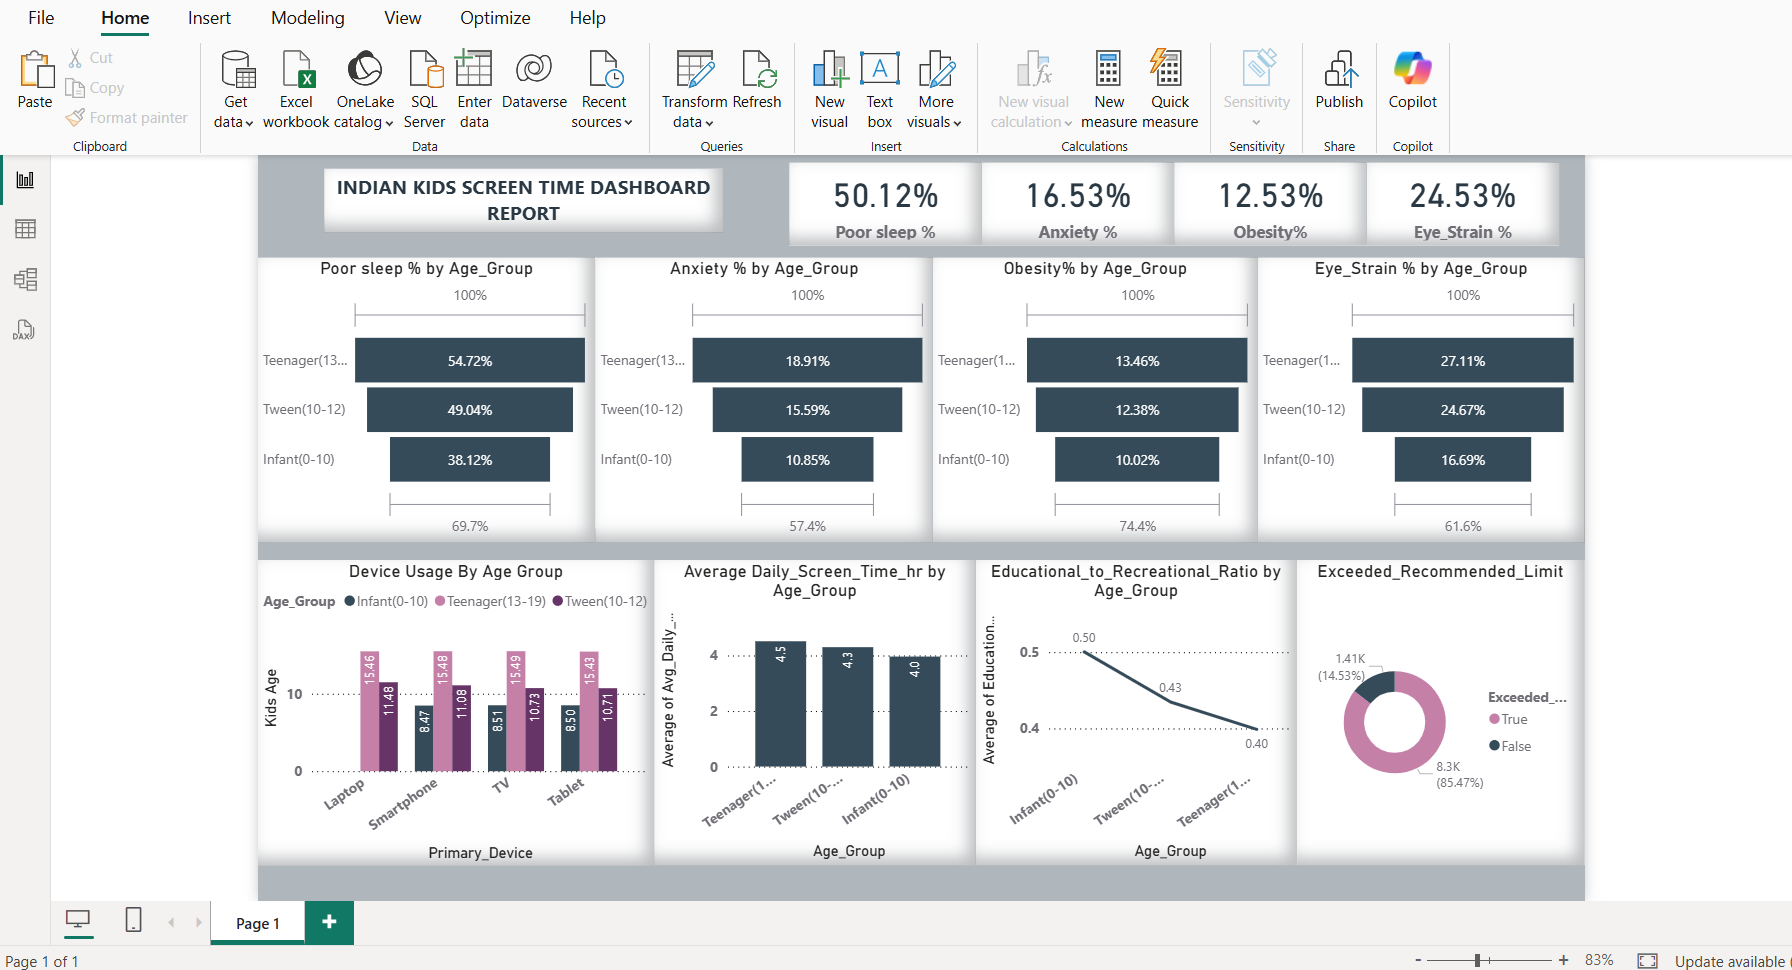 File Home Insert Modeling View Optimize Help
Paste
Cut
Copy
Format painter
Clipboard
Get data
Excel workbook
OneLake catalog
SQL Server
Enter data
Dataverse
Recent sources
Data
Transform data
Refresh
Queries
New visual
Text box
More visuals
Insert
New visual calculation
New measure
Quick measure
Calculations
Sensitivity
Sensitivity
Publish
Share
Copilot
Copilot
DAX
INDIAN KIDS SCREEN TIME DASHBOARD
REPORT
50.12%
Poor sleep %
16.53%
Anxiety %
12.53%
Obesity%
24.53%
Eye_Strain %
Poor sleep % by Age_Group
100%
Teenager(13... 54.72%
Tween(10-12) 49.04%
Infant(0-10) 38.12%
69.7%
Anxiety % by Age_Group
100%
Teenager(13... 18.91%
Tween(10-12) 15.59%
Infant(0-10) 10.85%
57.4%
Obesity% by Age_Group
100%
Teenager(1... 13.46%
Tween(10-12) 12.38%
Infant(0-10) 10.02%
74.4%
Eye_Strain % by Age_Group
100%
Teenager(1... 27.11%
Tween(10-12) 24.67%
Infant(0-10) 16.69%
61.6%
Device Usage By Age Group
Age_Group Infant(0-10) Teenager(13-19) Tween(10-12)
Kids Age
10
0
15.46 11.48
8.47 15.48 11.08
8.51 15.49 10.73
8.50 15.43 10.71
Laptop Smartphone TV Tablet
Primary_Device
Average Daily_Screen_Time_hr by
Age_Group
Average of Avg_Daily_...
4
2
0
4.5 4.3 4.0
Teenager(1... Tween(10-... Infant(0-10)
Age_Group
Educational_to_Recreational_Ratio by
Age_Group
Average of Education...
0.5
0.4
0.50
0.43
0.40
Infant(0-10) Tween(10-... Teenager(1...
Age_Group
Exceeded_Recommended_Limit
1.41K
(14.53%)
8.3K
(85.47%)
Exceeded_...
True
False
Page 1
+
Page 1 of 1
- + 83% Update available